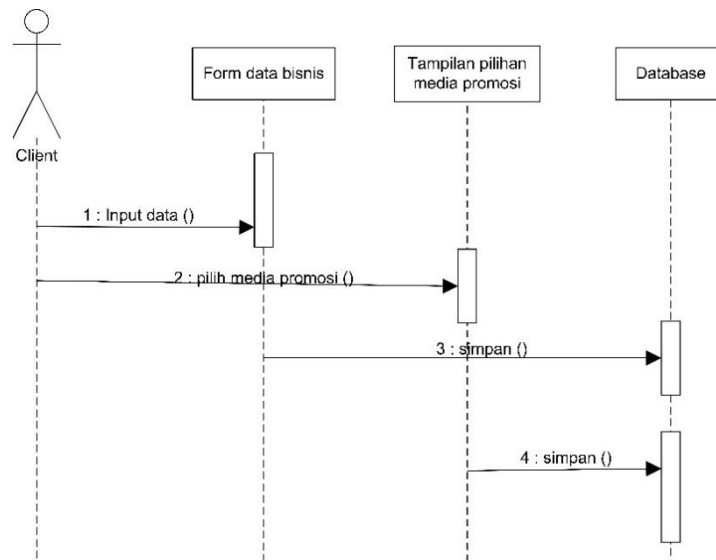 Form data bisnis
Tampilan pilihan
media promosi
Database
Client
1 : Input data ()
2 : pilih media promosi ()
3 : simpan ()
4 : simpan ()